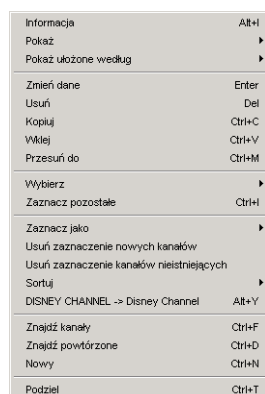 Informacja Alt+I
Pokaż
Pokaż ułożone według
Zmień dane Enter
Usuń Del
Kopiuj Ctrl+C
Wklej Ctrl+V
Przesuń do Ctrl+M
Wybierz
Zaznacz pozostałe Ctrl+I
Zaznacz jako
Usuń zaznaczenie nowych kanałów
Usuń zaznaczenie kanałów nieistniejących
Sortuj
DISNEY CHANNEL -> Disney Channel Alt+Y
Znajdź kanały Ctrl+F
Znajdź powtórzone Ctrl+D
Nowy Ctrl+N
Podziel Ctrl+T